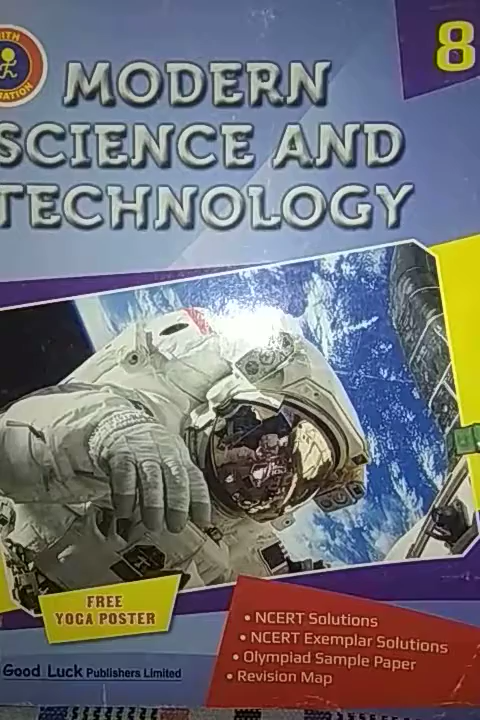 8
MODERN
SCIENCE AND
TECHNOLOGY
FREE
YOGA POSTER
• NCERT Solutions
• NCERT Exemplar Solutions
• Olympiad Sample Paper
• Revision Map
Good Luck Publishers Limited